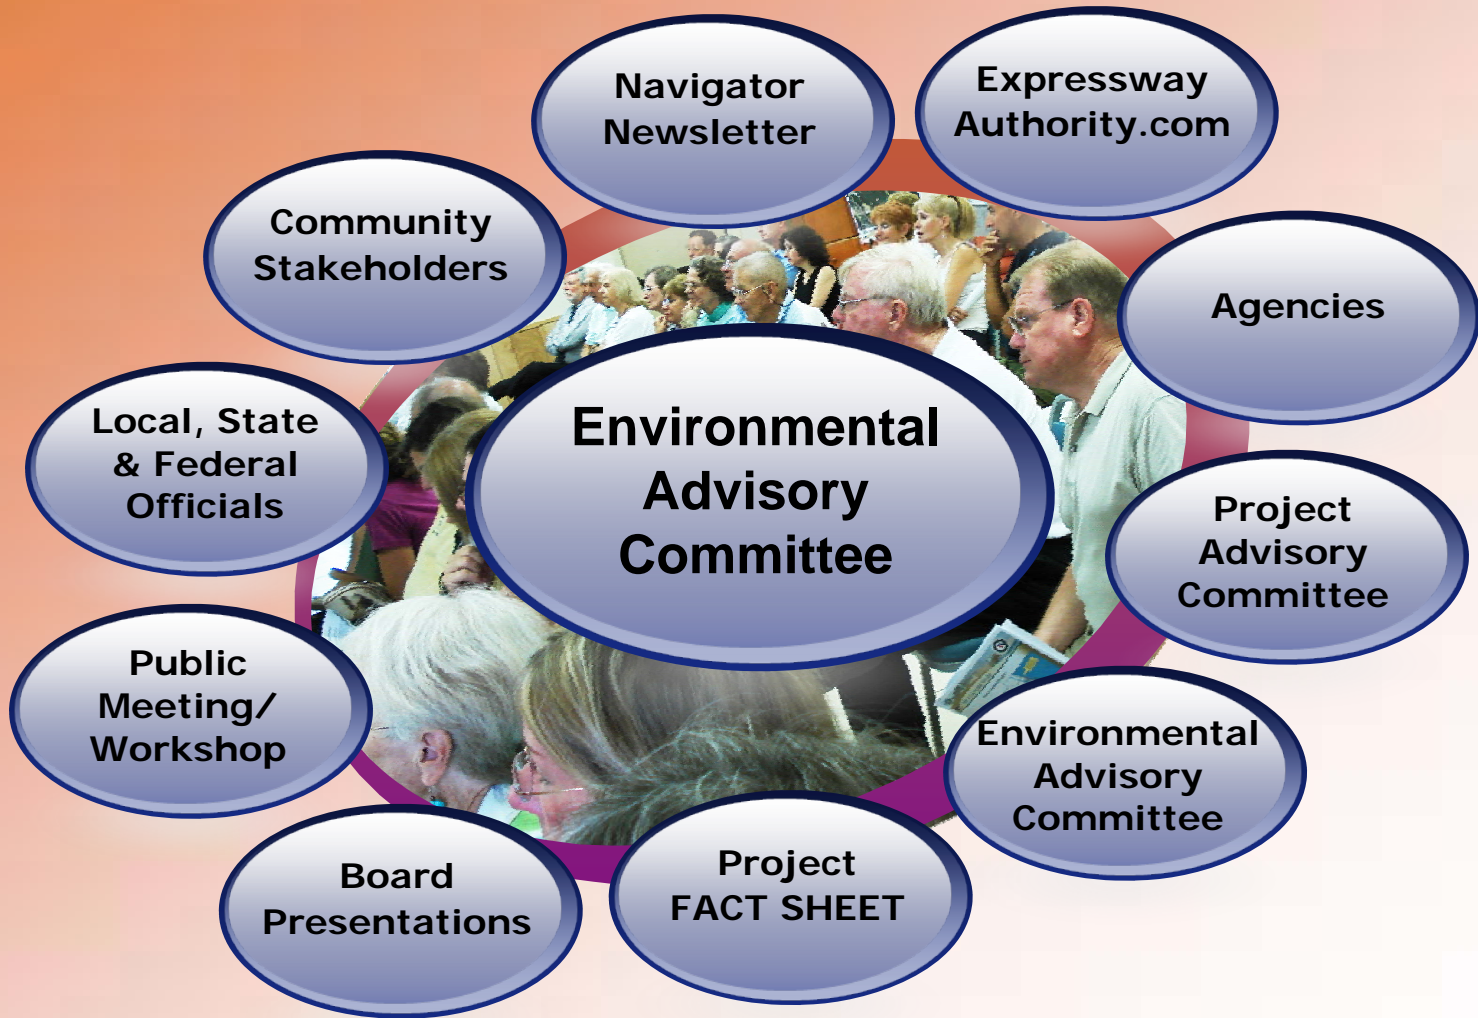 Navigator
Newsletter
Expressway
Authority.com
Community
Stakeholders
Agencies
Local, State
& Federal
Officials
Environmental
Advisory
Committee
Project
Advisory
Committee
Public
Meeting/
Workshop
Environmental
Advisory
Committee
Board
Presentations
Project
FACT SHEET